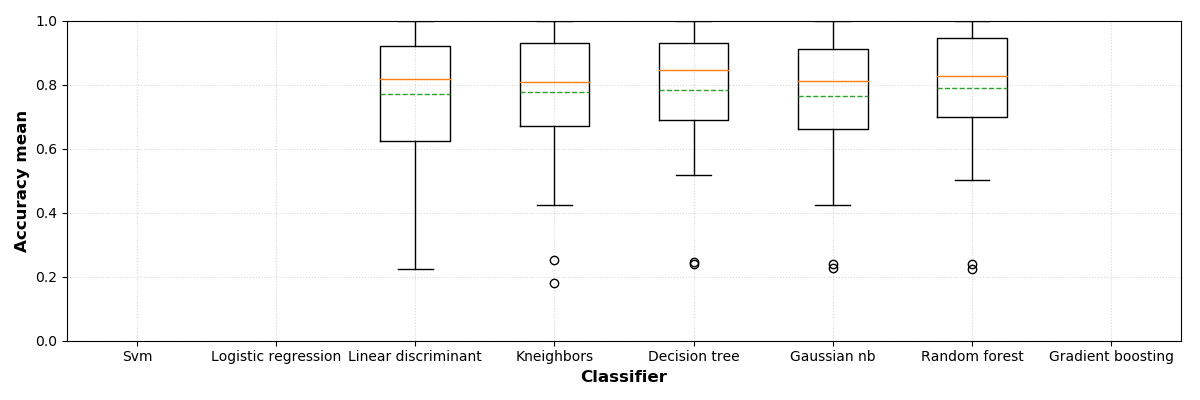 Accuracy mean
1.0
0.8
0.6
0.4
0.2
0.0
Svm Logistic regression Linear discriminant Kneighbors Decision tree Gaussian nb Random forest Gradient boosting
Classifier